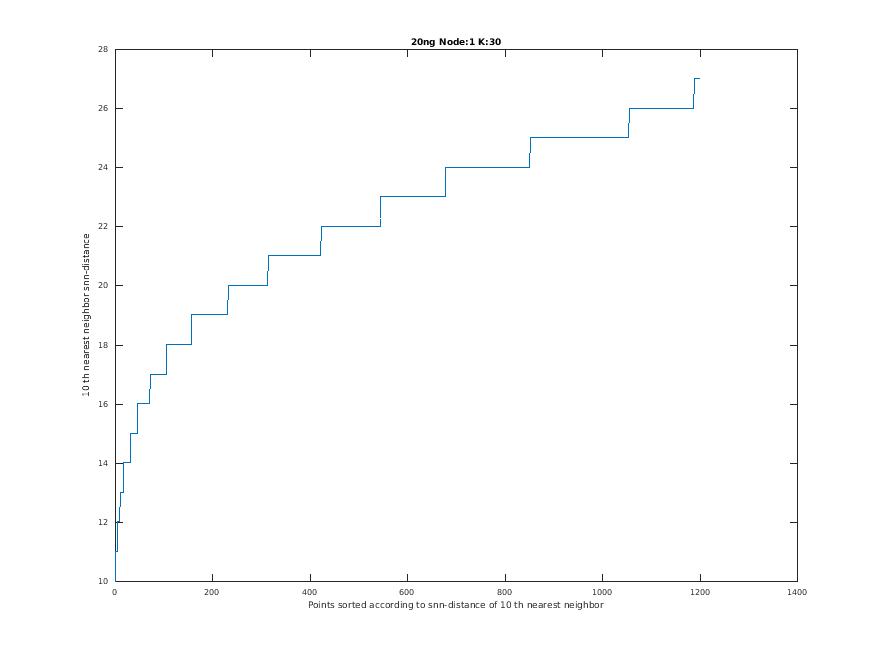 20ng Node:1 K:30
28
26
24
22
20
18
16
14
12
10
10 th nearest neighbor snn-distance
0 200 400 600 800 1000 1200 1400
Points sorted according to snn-distance of 10 th nearest neighbor